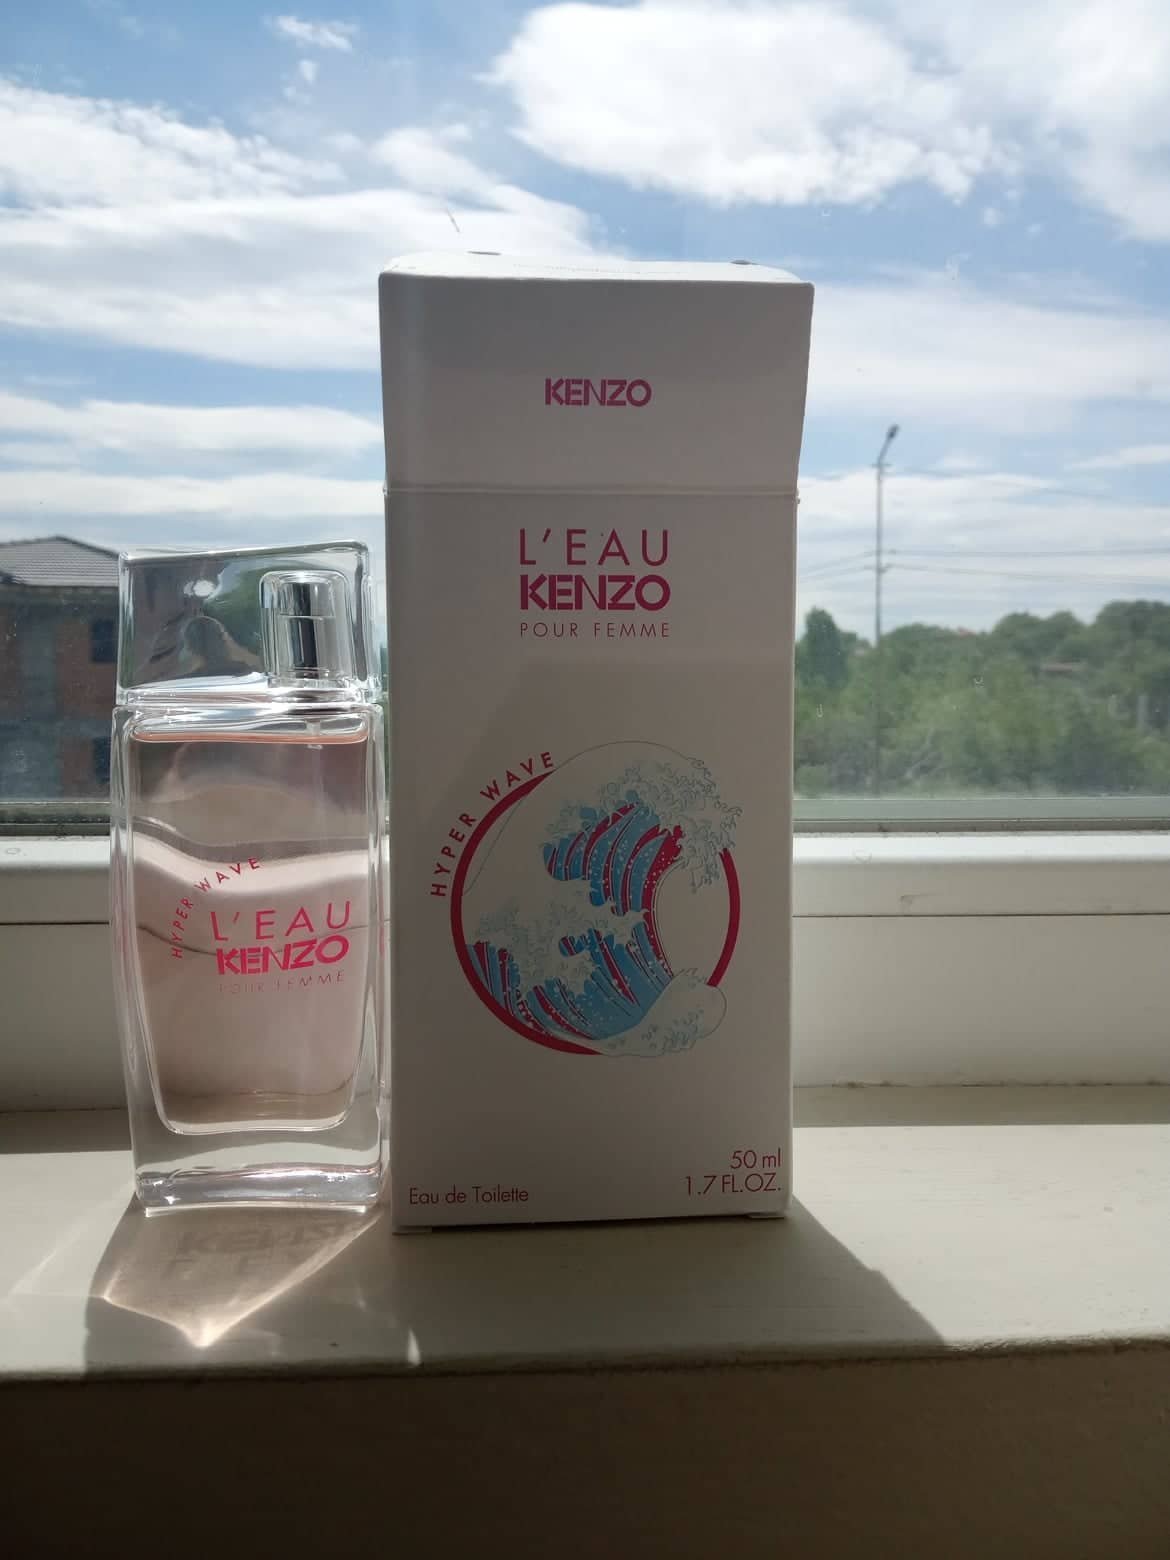 KENZO
L'EAU
KENZO
POUR FEMME
HYPER WAVE
Eau de Toilette
50 ml
1.7 FL.OZ.
HYPER WAVE
L'EAU
KENZO
POUR FEMME